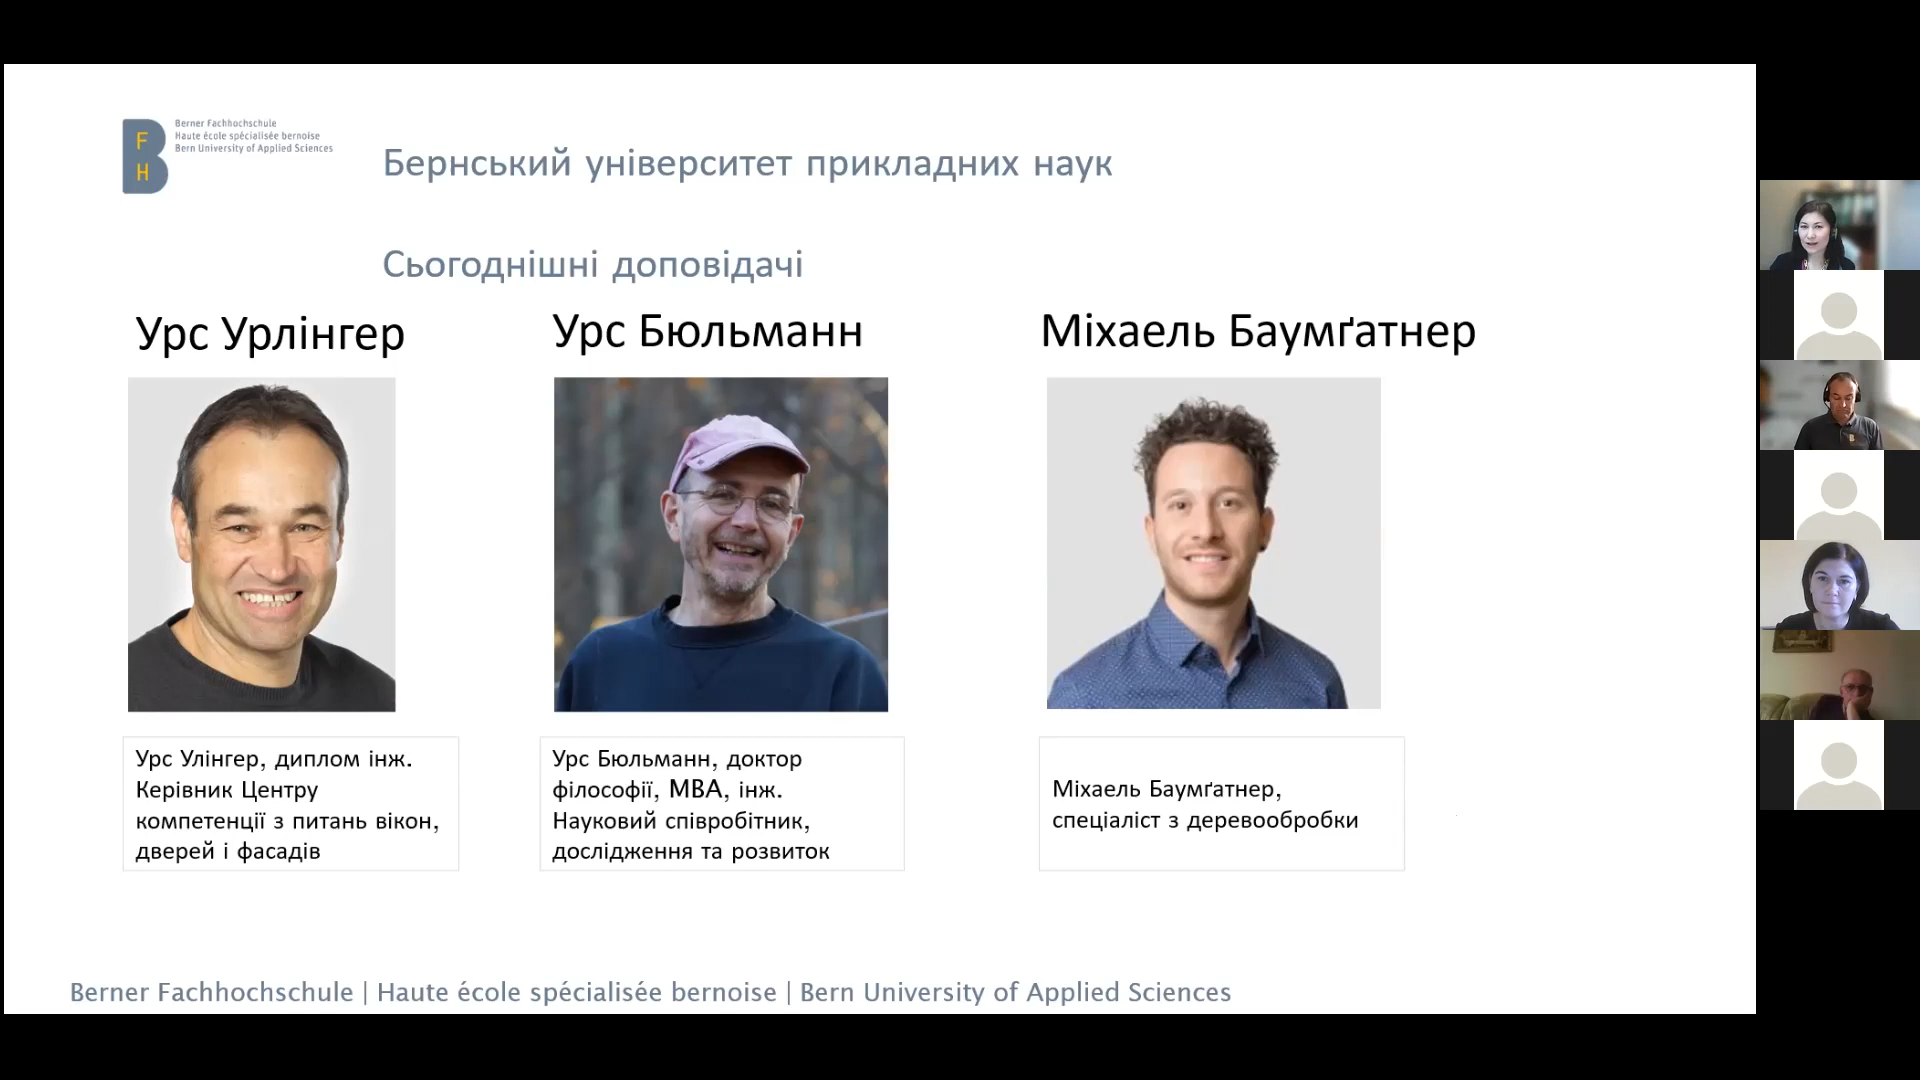 F
H
Berner Fachhochschule
Haute école spécialisée bernoise
Bern University of Applied Sciences
Бернський університет прикладних наук
Сьогоднішні доповідачі
Урс Урлінгер
Урс Бюльманн
Міхаель Баумґатнер
Урс Улінгер, диплом інж.
Керівник Центру
компетенції з питань вікон,
дверей і фасадів
Урс Бюльманн, доктор
філософії, MBA, інж.
Науковий співробітник,
дослідження та розвиток
Міхаель Баумґатнер,
спеціаліст з деревообробки
Berner Fachhochschule | Haute école spécialisée bernoise | Bern University of Applied Sciences